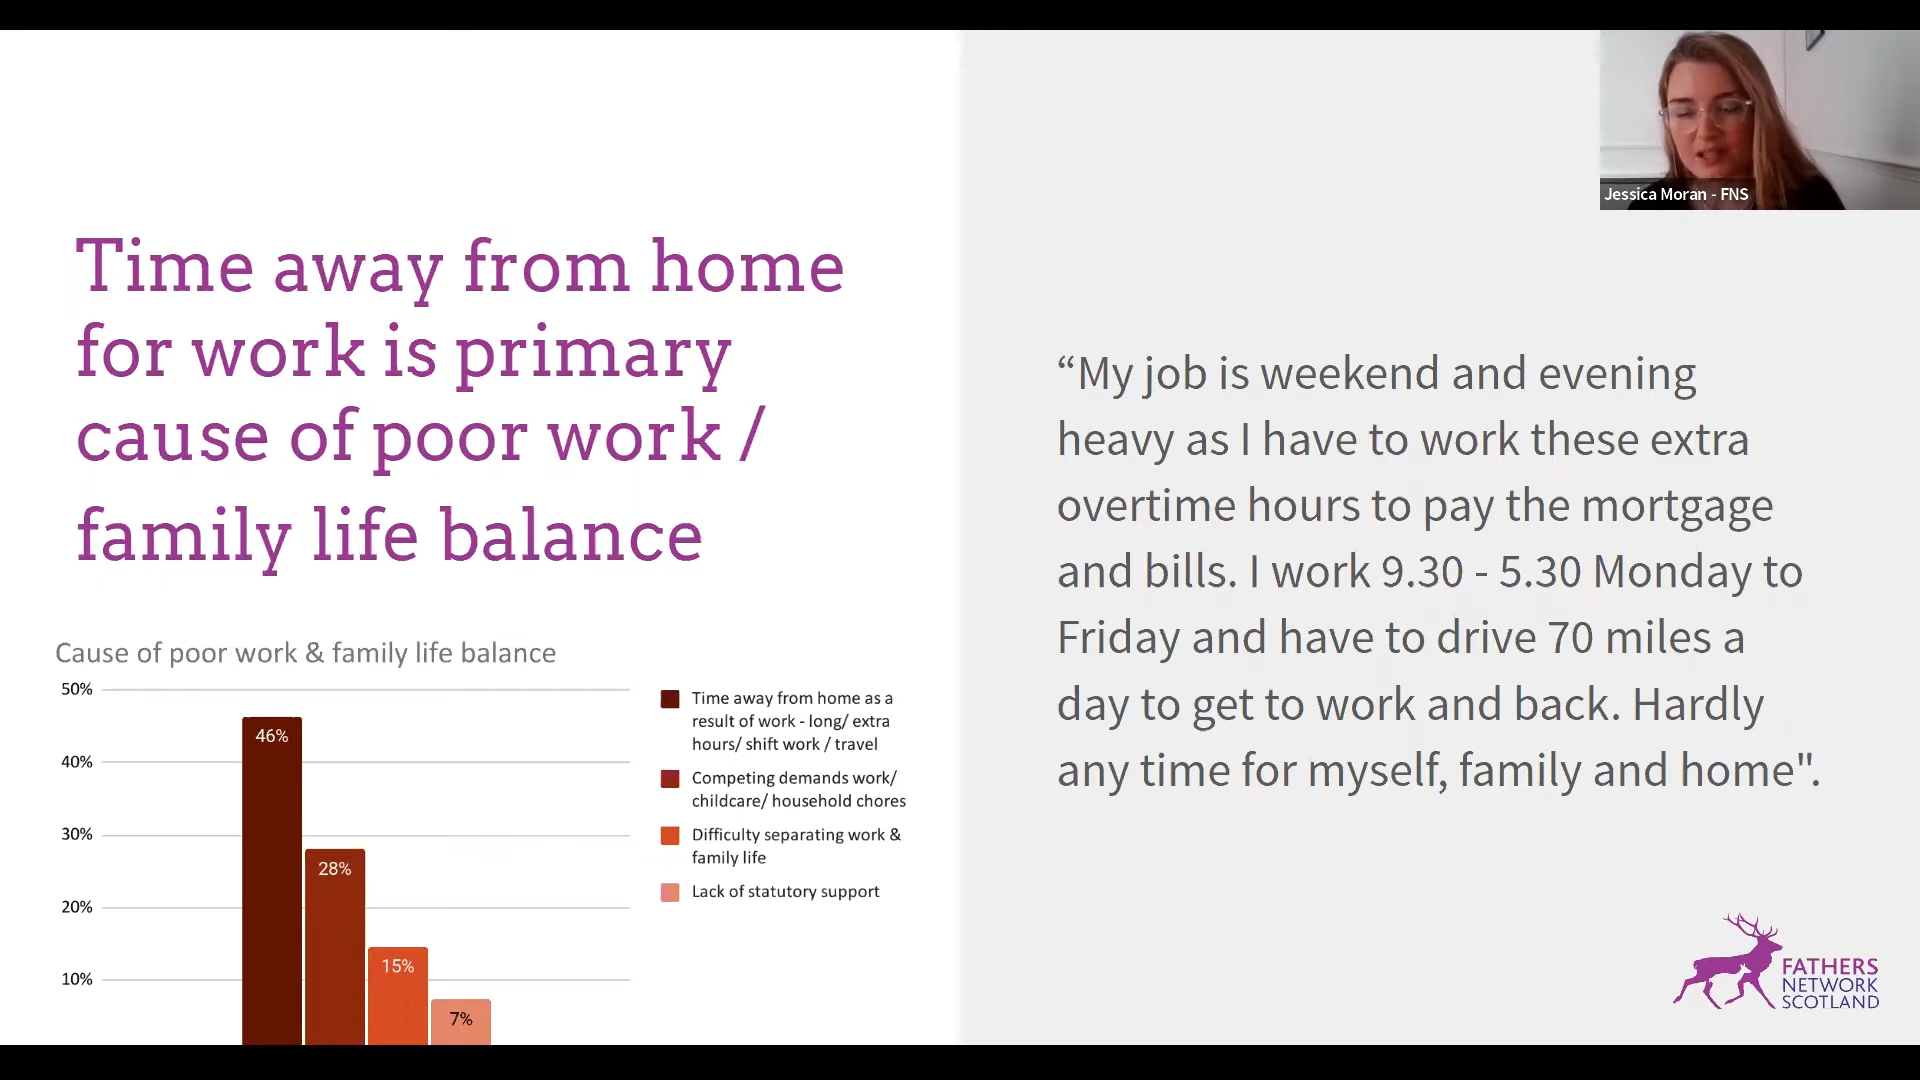 Time away from home
for work is primary
cause of poor work /
family life balance
Cause of poor work & family life balance
50%
40%
30%
20%
10%
46%
28%
15%
7%
Time away from home as a
result of work - long/ extra
hours/ shift work / travel
Competing demands work/
childcare/ household chores
Difficulty separating work &
family life
Lack of statutory support
Jessica Moran - FNS
“My job is weekend and evening
heavy as I have to work these extra
overtime hours to pay the mortgage
and bills. I work 9.30 - 5.30 Monday to
Friday and have to drive 70 miles a
day to get to work and back. Hardly
any time for myself, family and home".
FATHERS
NETWORK
SCOTLAND